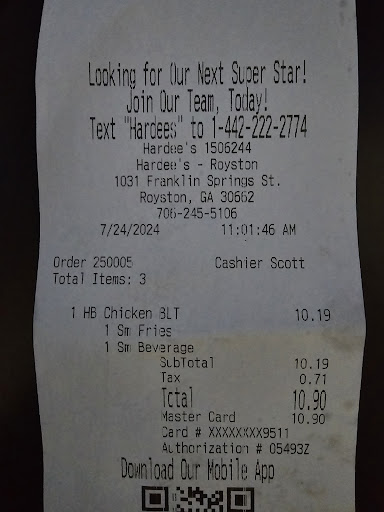 Looking for Our Next Super Star!
Join Our Team, Today!
Text "Hardees" to 1-442-222-2774
Hardee's 1506244
Hardee's - Royston
1031 Franklin Springs St.
Royston, GA 30662
706-245-5106
7/24/2024 11:01:46 AM
Order 250005 Cashier Scott
Total Items: 3
1 HB Chicken BLT 10.19
1 Sm Fries
1 Sm Beverage
SubTotal 10.19
Tax 0.71
Total 10.90
Master Card 10.90
Card # XXXXXXXX9511
Authorization # 05493Z
Download Our Mobile App